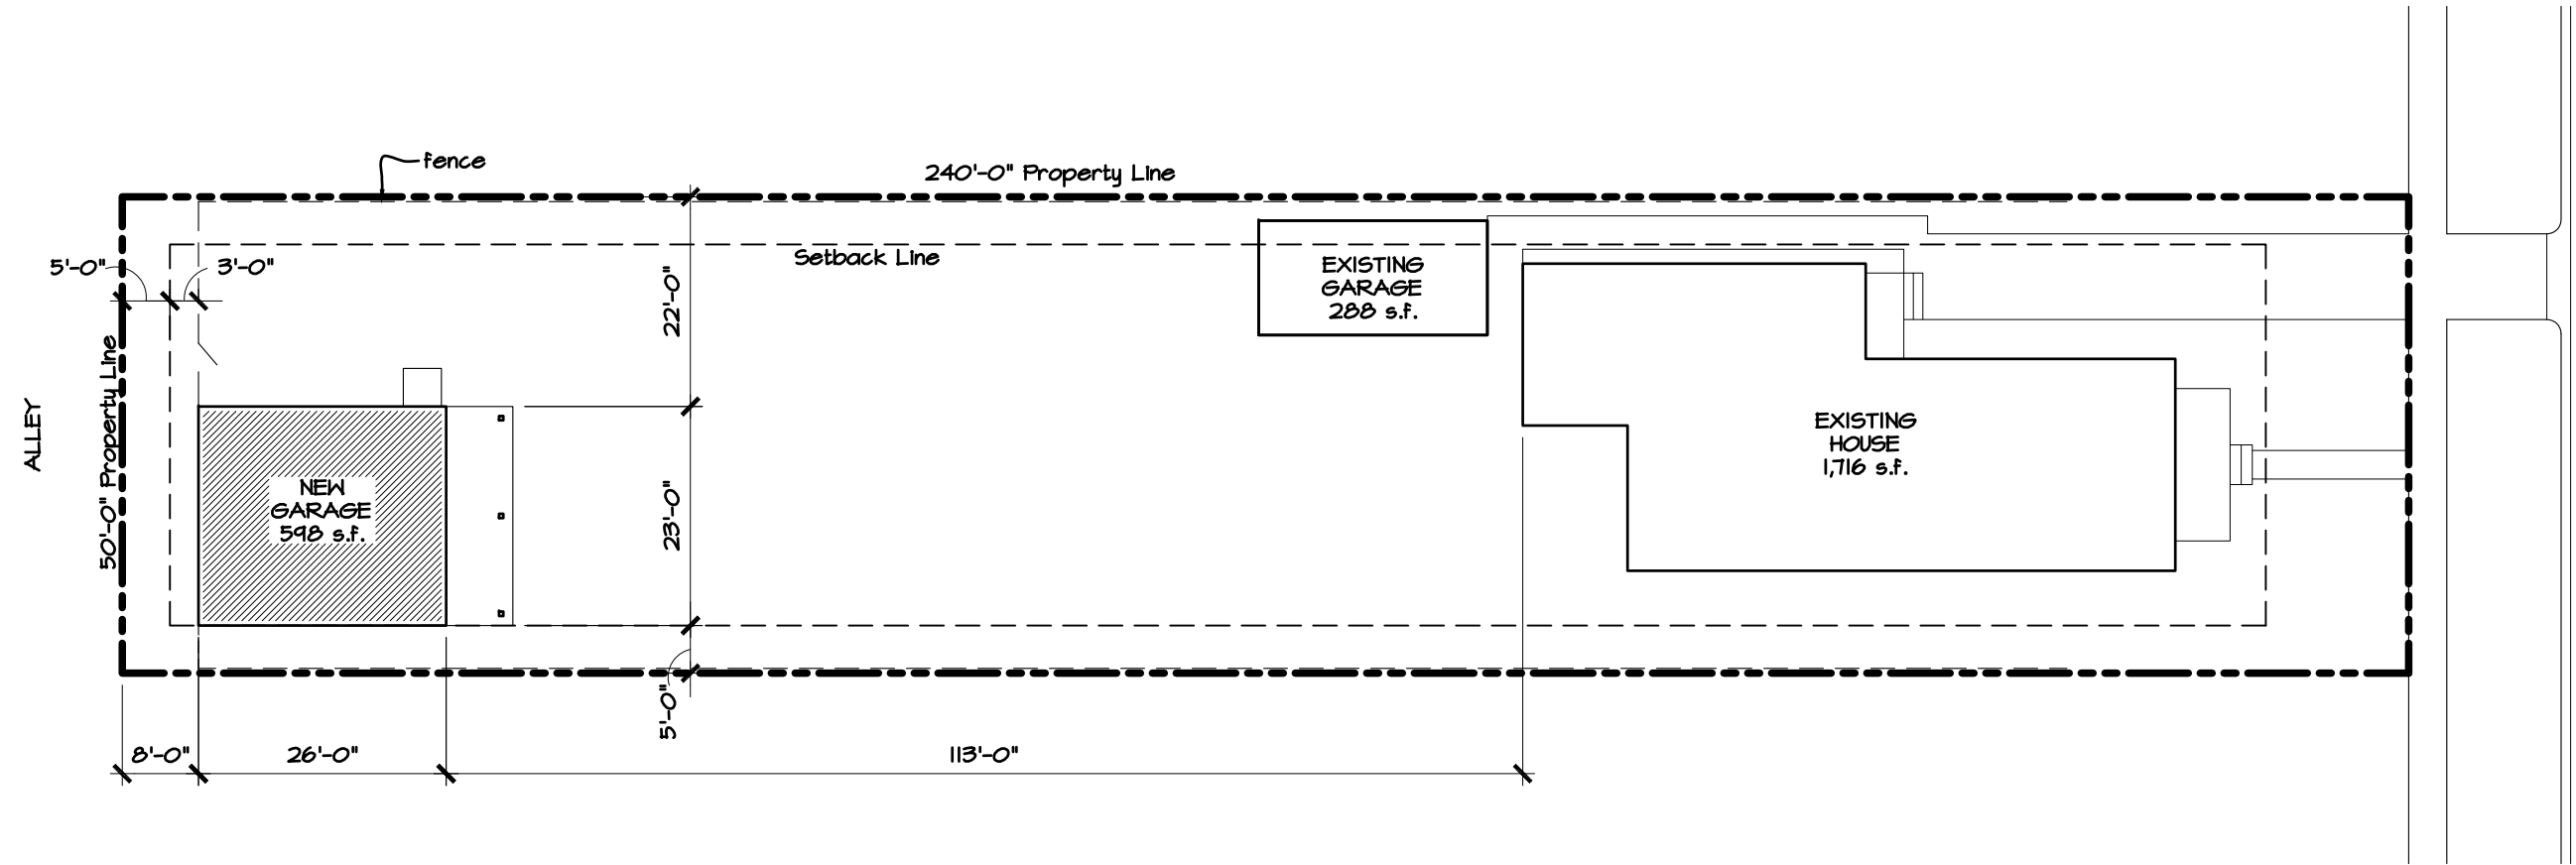 fence
240'-0" Property Line
Setback Line
5'-0"
3'-0"
22'-0"
EXISTING
GARAGE
288 s.f.
ALLEY
50'-0" Property Line
EXISTING
HOUSE
1,716 s.f.
NEW
GARAGE
598 s.f.
23'-0"
5'-0"
8'-0"
26'-0"
113'-0"